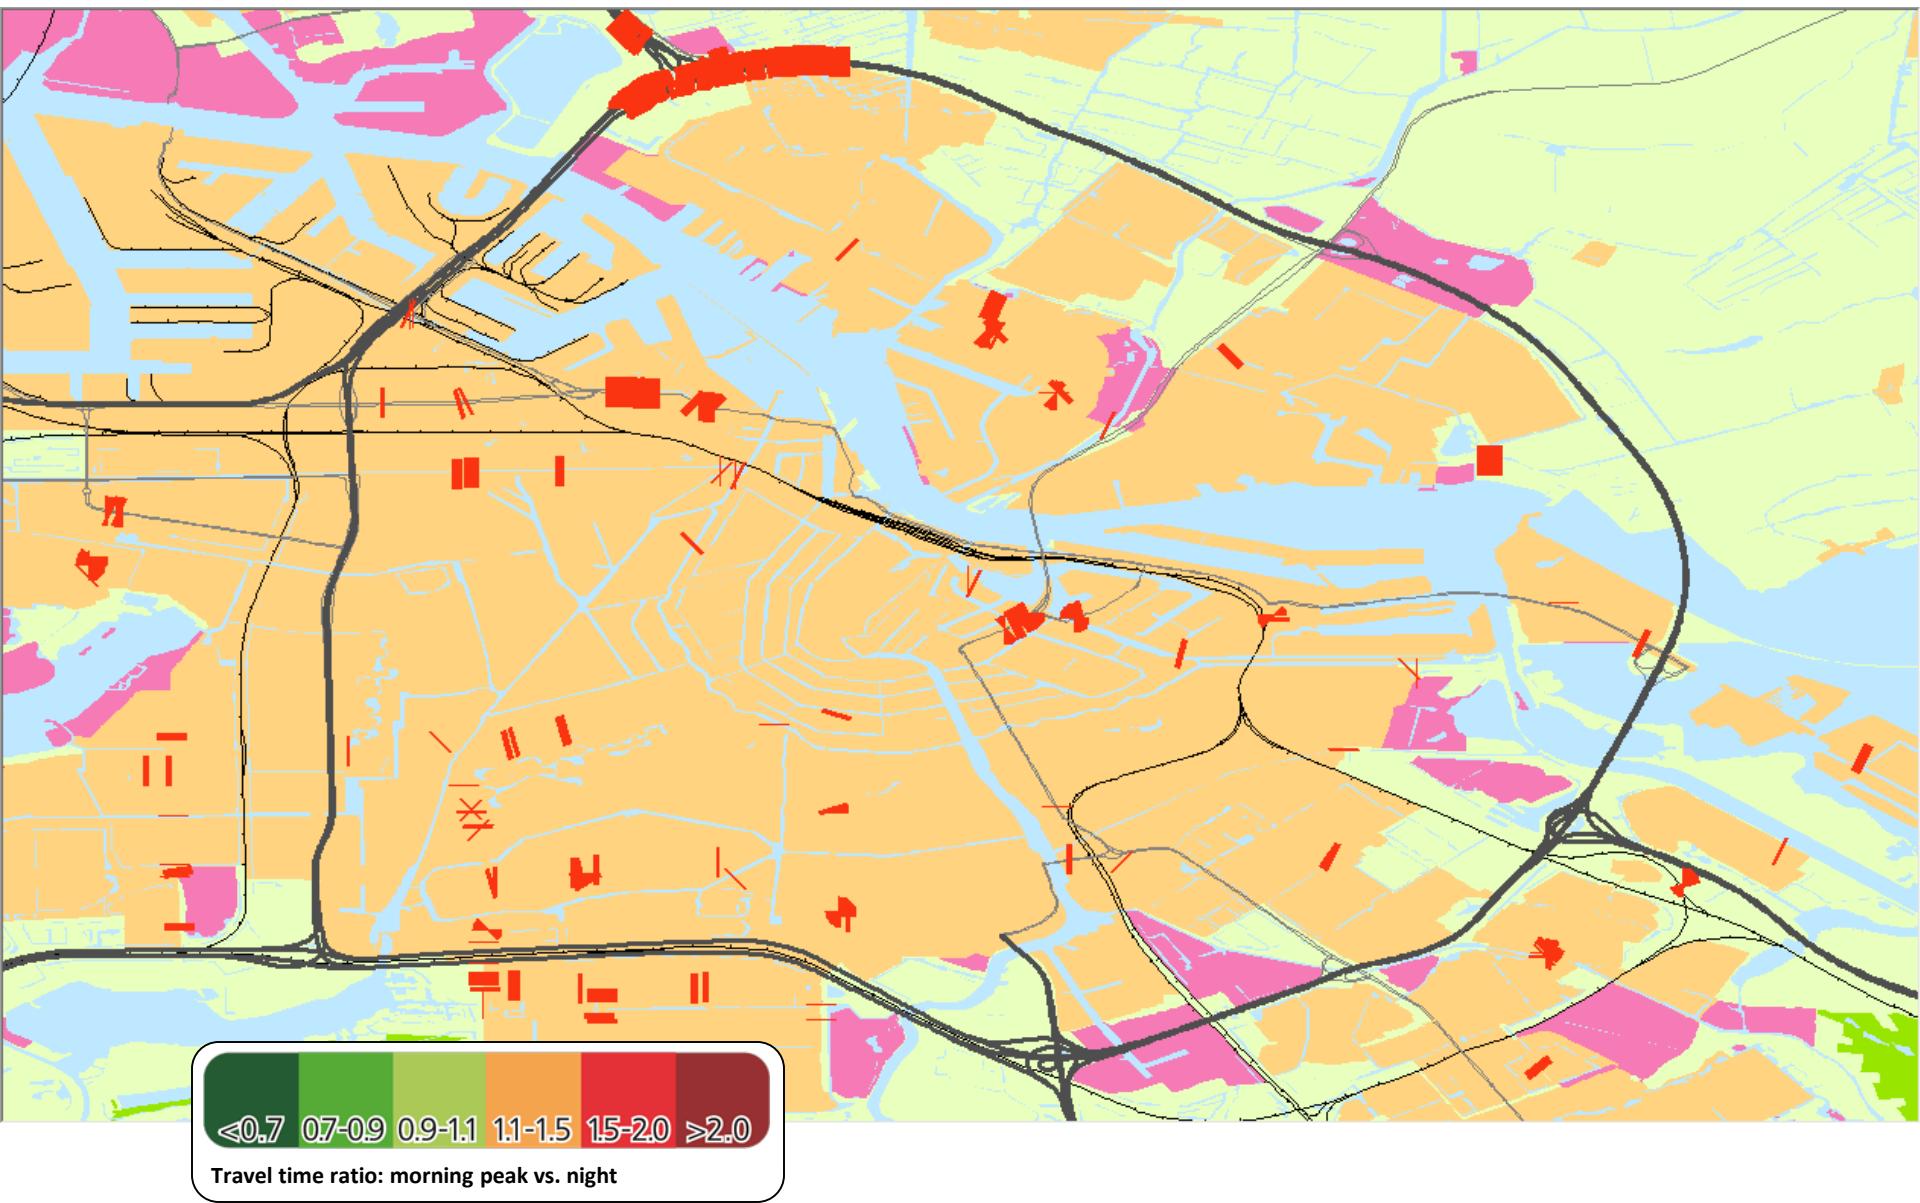 <0.7 0.7-0.9 0.9-1.1 1.1-1.5 1.5-2.0 >2.0
Travel time ratio: morning peak vs. night